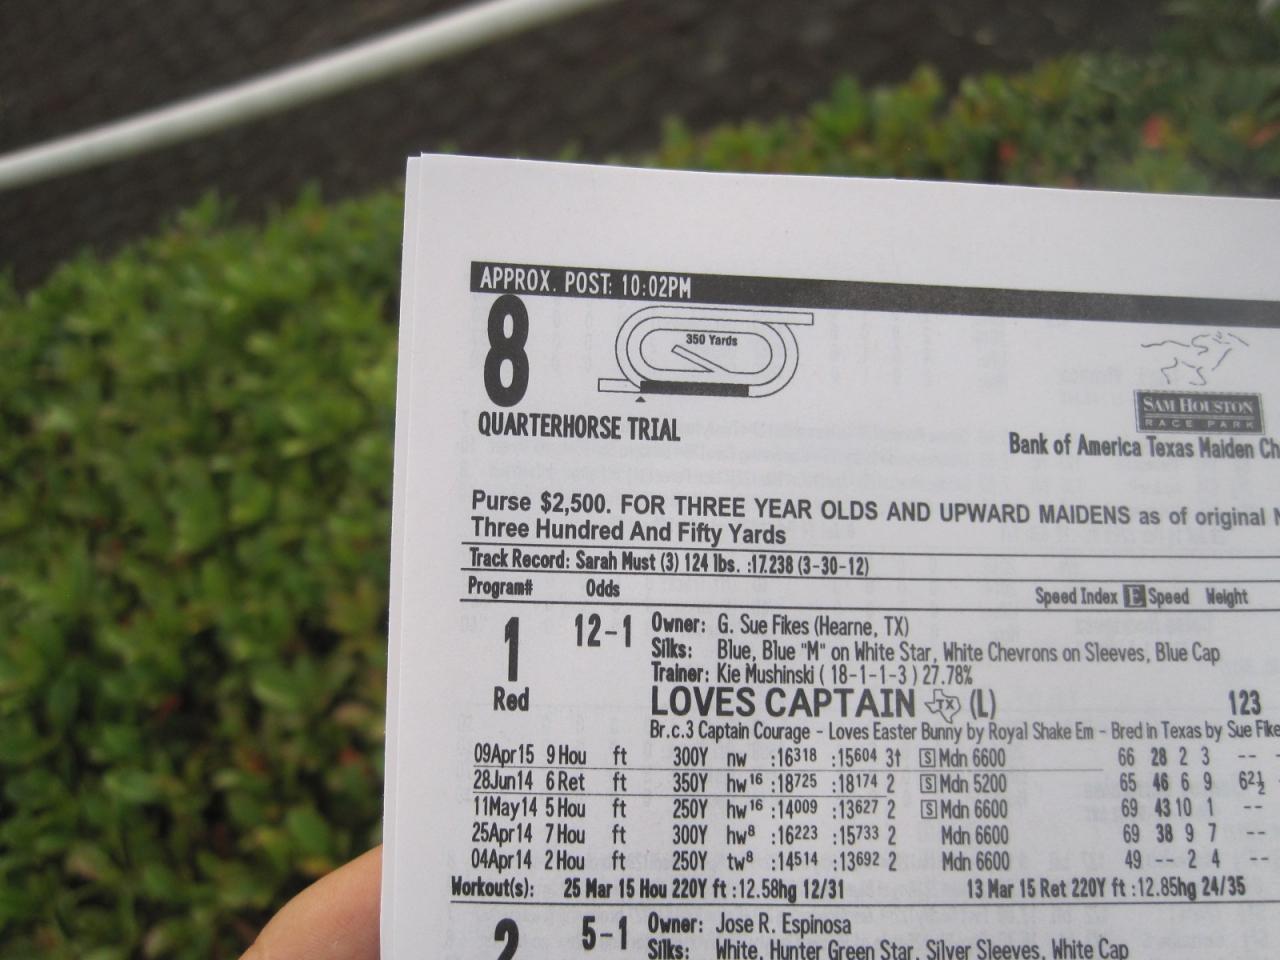 APPROX. POST: 10:02PM
8
350 Yards
QUARTERHORSE TRIAL
SAM HOUSTON
RACE PARK
Bank of America Texas Maiden Ch
Purse $2,500. FOR THREE YEAR OLDS AND UPWARD MAIDENS as of original N
Three Hundred And Fifty Yards
Track Record: Sarah Must (3) 124 lbs. :17.238 (3-30-12)
Program# Odds Speed Index E Speed Weight
1 12-1 Owner: G. Sue Fikes (Hearne, TX)
Silks: Blue, Blue "M" on White Star, White Chevrons on Sleeves, Blue Cap
Trainer: Kie Mushinski ( 18-1-1-3 ) 27.78%
Red LOVES CAPTAIN TX (L) 123
Br.c.3 Captain Courage - Loves Easter Bunny by Royal Shake Em - Bred in Texas by Sue Fike
09Apr15 9 Hou ft 300Y nw :16318 :15604 3↑ S Mdn 6600 66 28 2 3 -- -
28Jun14 6 Ret ft 350Y hw16 :18725 :18174 2 S Mdn 5200 65 46 6 9 62½
11May14 5 Hou ft 250Y hw16 :14009 :13627 2 S Mdn 6600 69 43 10 1 --
25Apr14 7 Hou ft 300Y hw8 :16223 :15733 2 Mdn 6600 69 38 9 7 --
04Apr14 2 Hou ft 250Y tw8 :14514 :13692 2 Mdn 6600 49 -- 2 4 --
Workout(s): 25 Mar 15 Hou 220Y ft :12.58hg 12/31 13 Mar 15 Ret 220Y ft :12.85hg 24/35
2 5-1 Owner: Jose R. Espinosa
Silks: White, Hunter Green Star, Silver Sleeves, White Cap